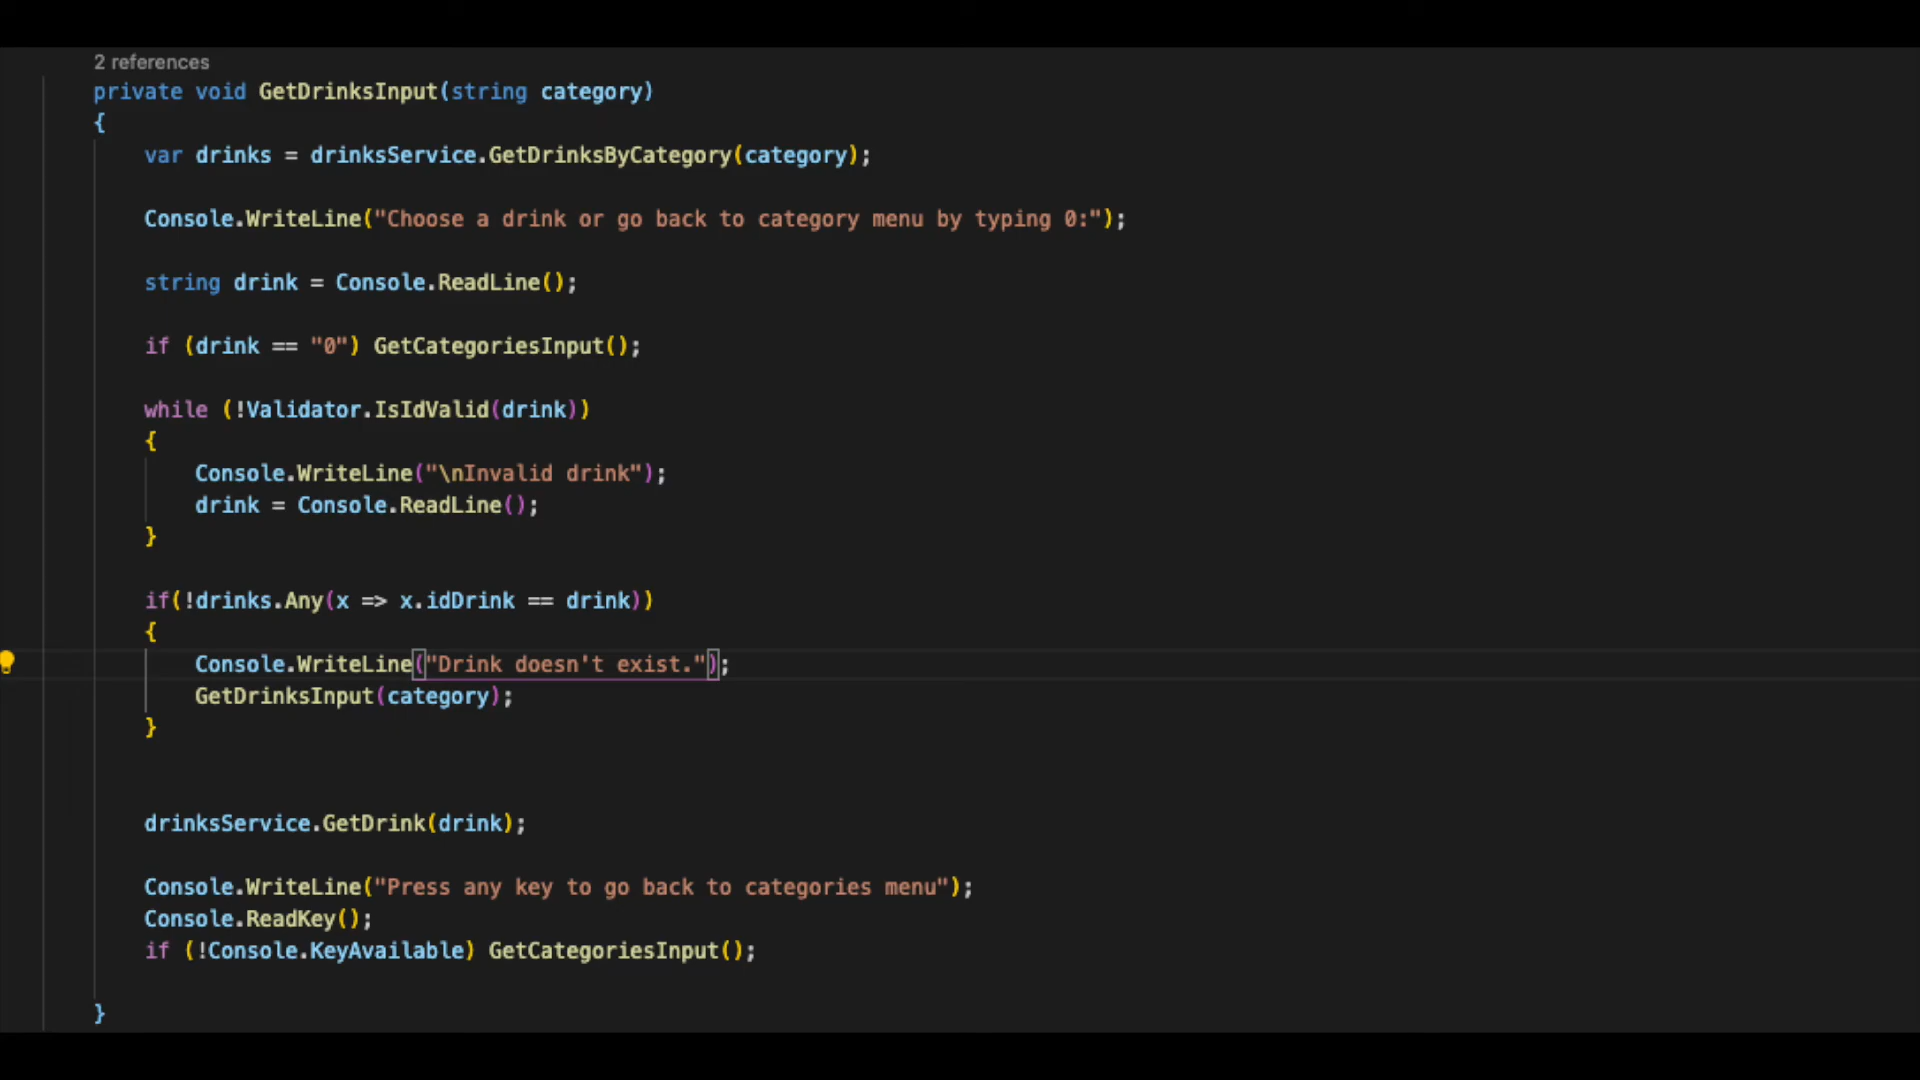 2 references
private void GetDrinksInput(string category)
{
var drinks = drinksService.GetDrinksByCategory(category);
Console.WriteLine("Choose a drink or go back to category menu by typing 0:");
string drink = Console.ReadLine();
if (drink == "0") GetCategoriesInput();
while (!Validator.IsIdValid(drink))
{
Console.WriteLine("\nInvalid drink");
drink = Console.ReadLine();
}
if(!drinks.Any(x => x.idDrink == drink))
{
Console.WriteLine("Drink doesn't exist.");
GetDrinksInput(category);
}
drinksService.GetDrink(drink);
Console.WriteLine("Press any key to go back to categories menu");
Console.ReadKey();
if (!Console.KeyAvailable) GetCategoriesInput();
}